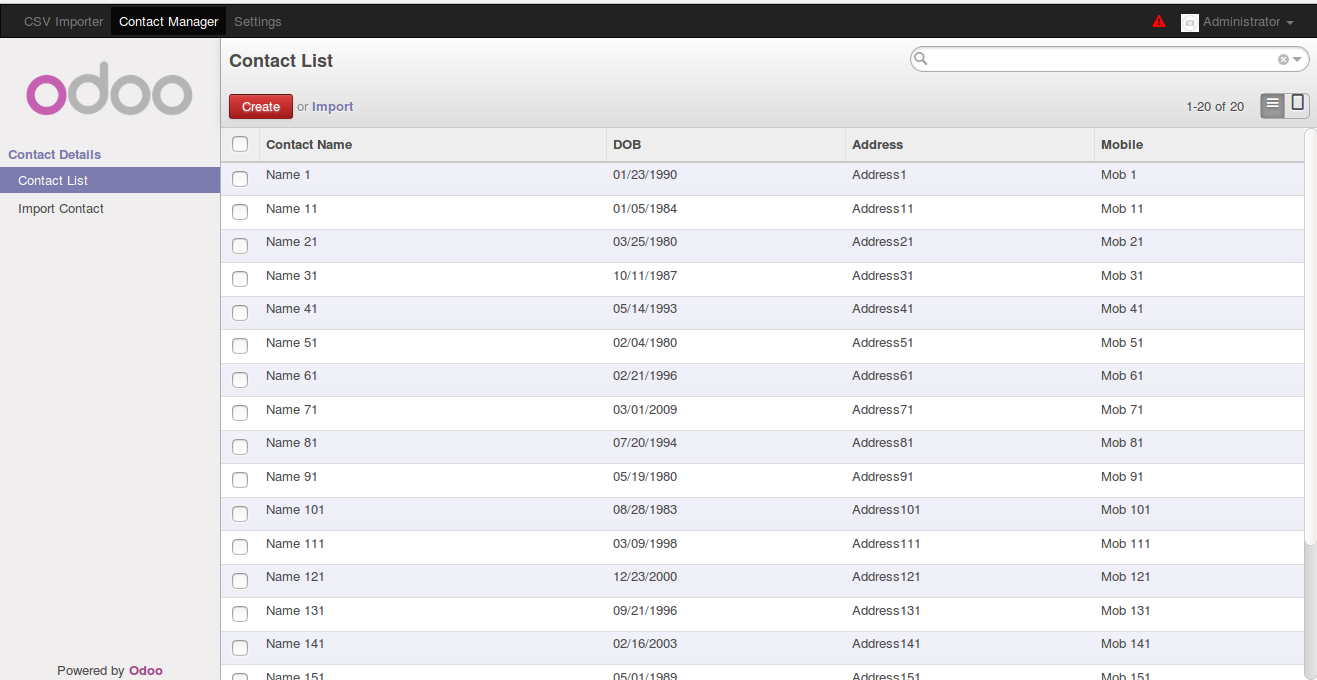 CSV Importer Contact Manager Settings Administrator
odoo
Contact Details
Contact List
Import Contact
Powered by Odoo
Contact List
Create or Import 1-20 of 20
Contact Name DOB Address Mobile
Name 1 01/23/1990 Address1 Mob 1
Name 11 01/05/1984 Address11 Mob 11
Name 21 03/25/1980 Address21 Mob 21
Name 31 10/11/1987 Address31 Mob 31
Name 41 05/14/1993 Address41 Mob 41
Name 51 02/04/1980 Address51 Mob 51
Name 61 02/21/1996 Address61 Mob 61
Name 71 03/01/2009 Address71 Mob 71
Name 81 07/20/1994 Address81 Mob 81
Name 91 05/19/1980 Address91 Mob 91
Name 101 08/28/1983 Address101 Mob 101
Name 111 03/09/1998 Address111 Mob 111
Name 121 12/23/2000 Address121 Mob 121
Name 131 09/21/1996 Address131 Mob 131
Name 141 02/16/2003 Address141 Mob 141
Name 151 05/01/1989 Address151 Mob 151